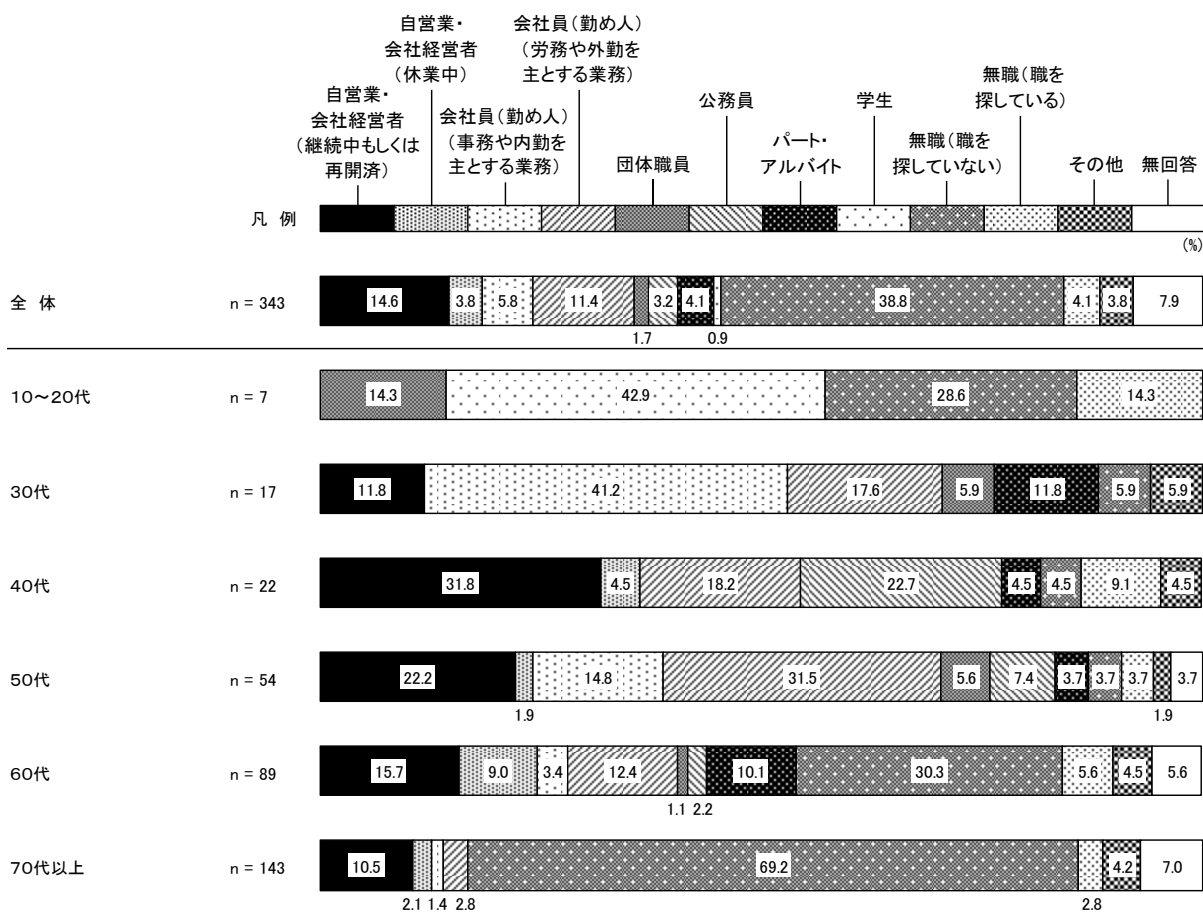 自営業・
会社経営者
(継続中もしくは
再開済)
自営業・
会社経営者
(休業中)
会社員(勤め人)
(事務や内勤を
主とする業務)
会社員(勤め人)
(労務や外勤を
主とする業務)
団体職員
公務員
パート・
アルバイト
学生
無職(職を
探していない)
無職(職を
探している)
その他
無回答
凡 例
(%)
全 体 n = 343 14.6 3.8 5.8 11.4 3.2 4.1 38.8 4.1 3.8 7.9
1.7 0.9
10~20代 n = 7 14.3 42.9 28.6 14.3
30代 n = 17 11.8 41.2 17.6 5.9 11.8 5.9 5.9
40代 n = 22 31.8 4.5 18.2 22.7 4.5 4.5 9.1 4.5
50代 n = 54 22.2 14.8 31.5 5.6 7.4 3.7 3.7 3.7 3.7
1.9 1.9
60代 n = 89 15.7 9.0 3.4 12.4 10.1 30.3 5.6 4.5 5.6
1.1 2.2
70代以上 n = 143 10.5 69.2 4.2 7.0
2.1 1.4 2.8 2.8